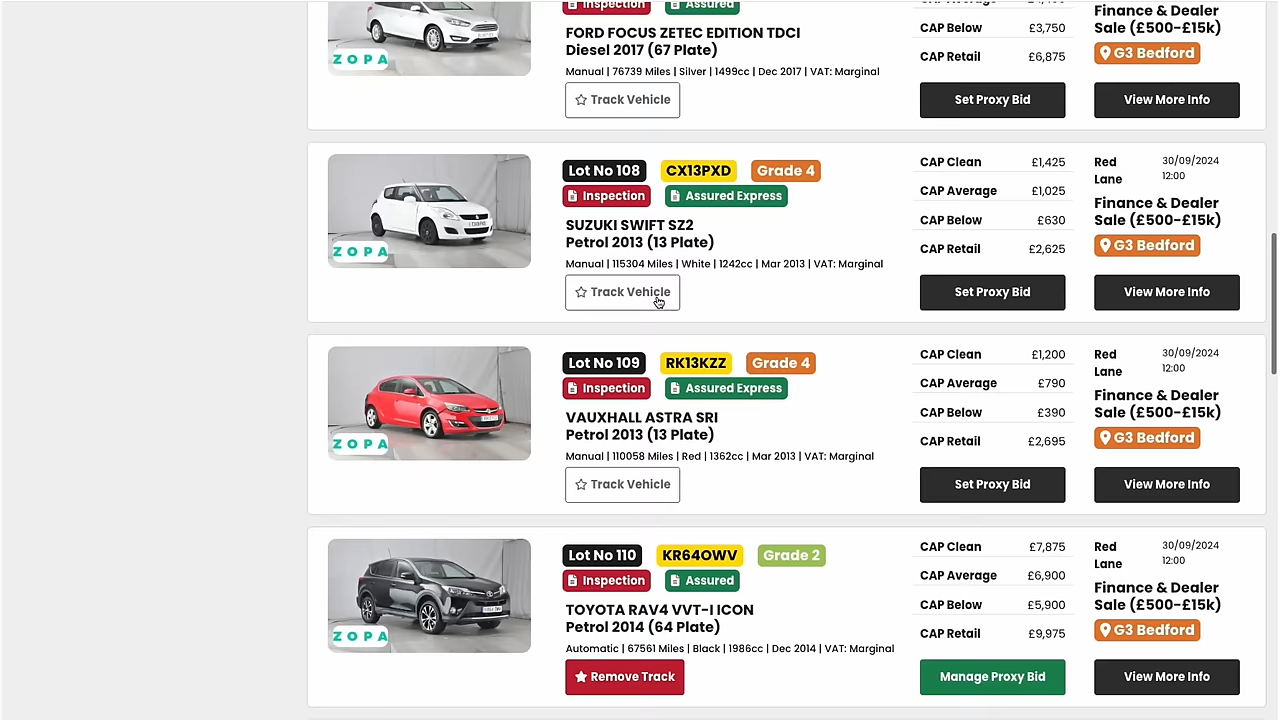 Inspection Assured
FORD FOCUS ZETEC EDITION TDCI
Diesel 2017 (67 Plate)
Manual | 76739 Miles | Silver | 1499cc | Dec 2017 | VAT: Marginal
Track Vehicle
ZOPA
CAP Below £3,750
CAP Retail £6,875
Set Proxy Bid
Finance & Dealer
Sale (£500-£15k)
G3 Bedford
View More Info
Lot No 108 CX13PXD Grade 4
Inspection Assured Express
SUZUKI SWIFT SZ2
Petrol 2013 (13 Plate)
Manual | 115304 Miles | White | 1242cc | Mar 2013 | VAT: Marginal
Track Vehicle
ZOPA
CAP Clean £1,425
CAP Average £1,025
CAP Below £630
CAP Retail £2,625
Set Proxy Bid
Red 30/09/2024
Lane 12:00
Finance & Dealer
Sale (£500-£15k)
G3 Bedford
View More Info
Lot No 109 RK13KZZ Grade 4
Inspection Assured Express
VAUXHALL ASTRA SRI
Petrol 2013 (13 Plate)
Manual | 110058 Miles | Red | 1362cc | Mar 2013 | VAT: Marginal
Track Vehicle
ZOPA
CAP Clean £1,200
CAP Average £790
CAP Below £390
CAP Retail £2,695
Set Proxy Bid
Red 30/09/2024
Lane 12:00
Finance & Dealer
Sale (£500-£15k)
G3 Bedford
View More Info
Lot No 110 KR64OWV Grade 2
Inspection Assured
TOYOTA RAV4 VVT-I ICON
Petrol 2014 (64 Plate)
Automatic | 67561 Miles | Black | 1986cc | Dec 2014 | VAT: Marginal
Remove Track
ZOPA
CAP Clean £7,875
CAP Average £6,900
CAP Below £5,900
CAP Retail £9,975
Manage Proxy Bid
Red 30/09/2024
Lane 12:00
Finance & Dealer
Sale (£500-£15k)
G3 Bedford
View More Info